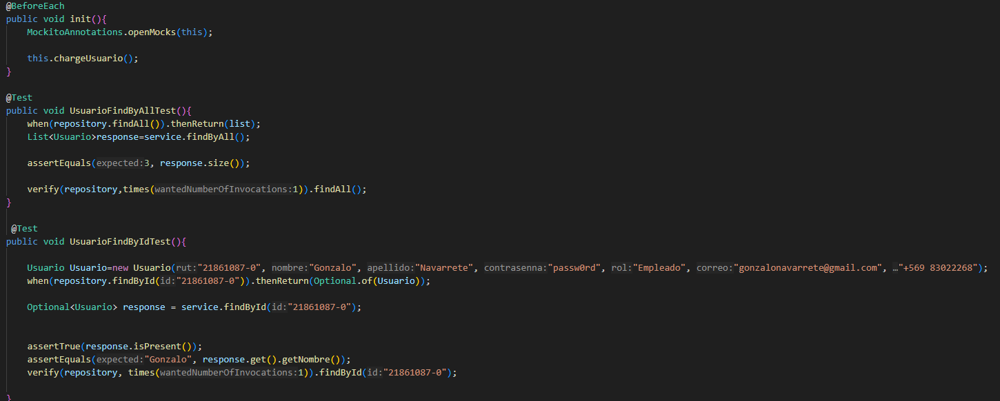 @BeforeEach
public void init(){
MockitoAnnotations.openMocks(this);
this.chargeUsuario();
}
@Test
public void UsuarioFindByAllTest(){
when(repository.findAll()).thenReturn(list);
List<Usuario>response=service.findByAll();
assertEquals(expected:3, response.size());
verify(repository,times(wantedNumberOfInvocations:1)).findAll();
}
@Test
public void UsuarioFindByIdTest(){
Usuario Usuario=new Usuario(rut:"21861087-0", nombre:"Gonzalo", apellido:"Navarrete", contrasenna:"passw0rd", rol:"Empleado", correo:"gonzalonavarrete@gmail.com", …"+569 83022268");
when(repository.findById(id:"21861087-0")).thenReturn(Optional.of(Usuario));
Optional<Usuario> response = service.findById(id:"21861087-0");
assertTrue(response.isPresent());
assertEquals(expected:"Gonzalo", response.get().getNombre());
verify(repository, times(wantedNumberOfInvocations:1)).findById(id:"21861087-0");
}